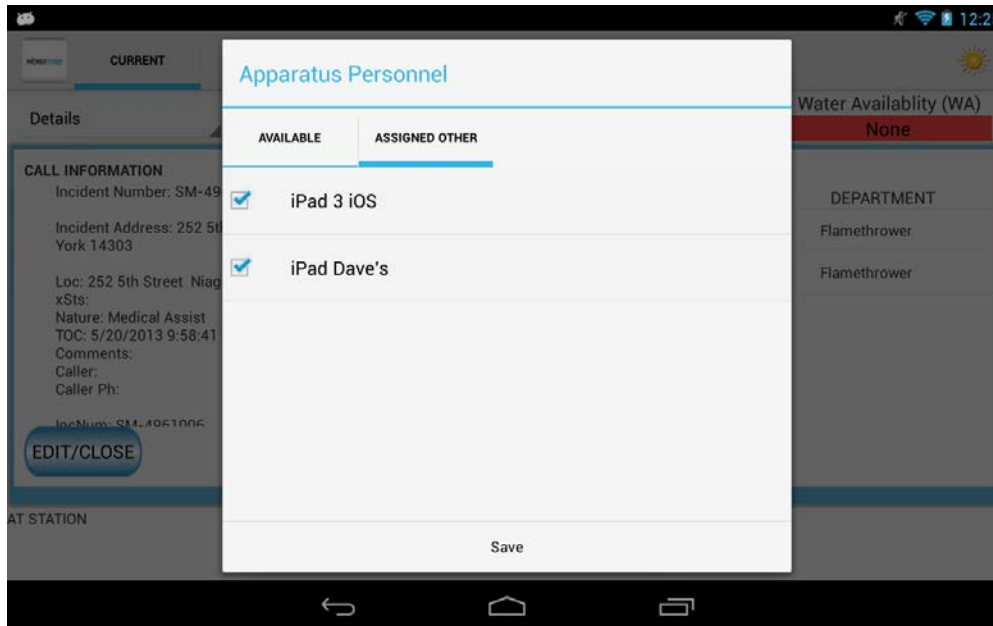 12:2
CURRENT
Details
Water Availablity (WA)
None
Apparatus Personnel
AVAILABLE
ASSIGNED OTHER
iPad 3 iOS
iPad Dave's
Save
CALL INFORMATION
Incident Number: SM-49
Incident Address: 252 5t
York 14303
Loc: 252 5th Street Niag
xSts:
Nature: Medical Assist
TOC: 5/20/2013 9:58:41
Comments:
Caller:
Caller Ph:
IncNum: SM-4961006
EDIT/CLOSE
DEPARTMENT
Flamethrower
Flamethrower
AT STATION